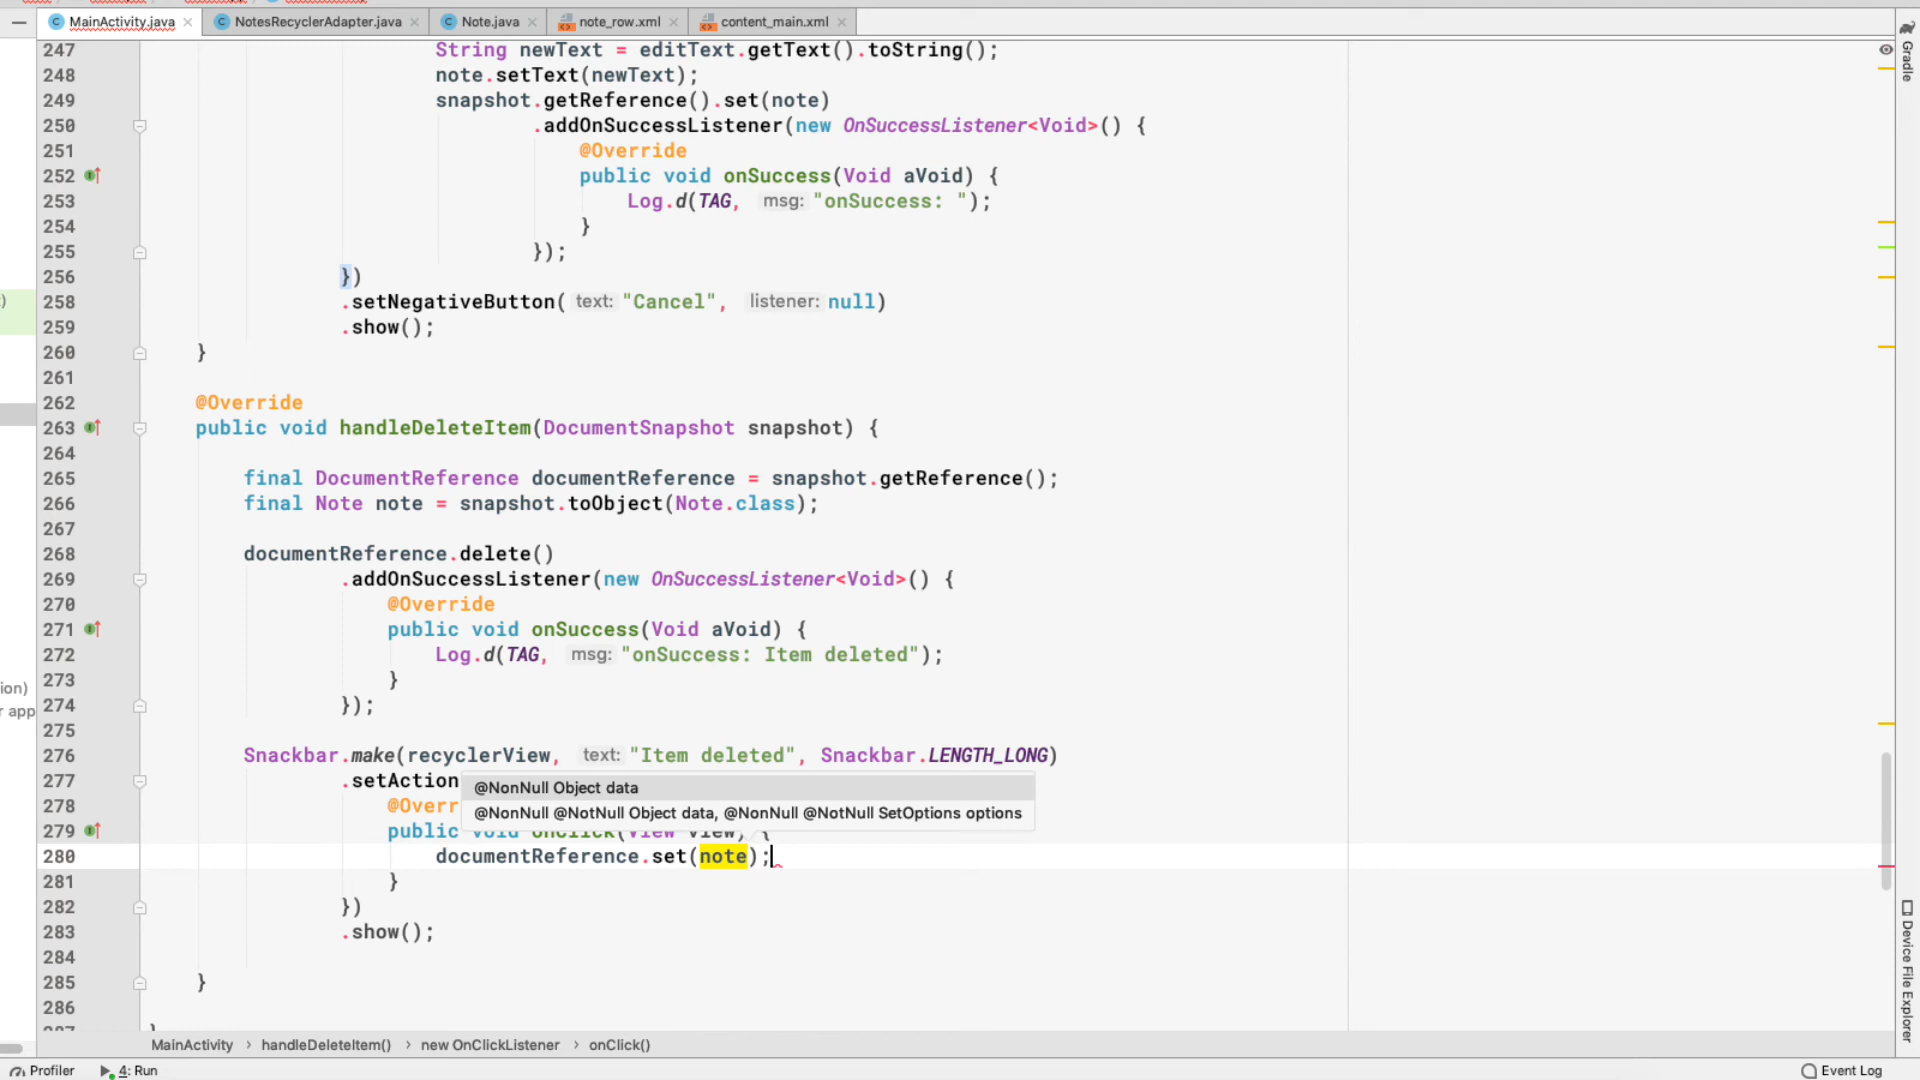 MainActivity.java NotesRecyclerAdapter.java Note.java note_row.xml content_main.xml
247 String newText = editText.getText().toString();
248 note.setText(newText);
249 snapshot.getReference().set(note)
250 .addOnSuccessListener(new OnSuccessListener<Void>() {
251 @Override
252 public void onSuccess(Void aVoid) {
253 Log.d(TAG, msg: "onSuccess: ");
254 }
255 });
256 })
258 .setNegativeButton( text: "Cancel", listener: null)
259 .show();
260 }
261
262 @Override
263 public void handleDeleteItem(DocumentSnapshot snapshot) {
264
265 final DocumentReference documentReference = snapshot.getReference();
266 final Note note = snapshot.toObject(Note.class);
267
268 documentReference.delete()
269 .addOnSuccessListener(new OnSuccessListener<Void>() {
270 @Override
271 public void onSuccess(Void aVoid) {
272 Log.d(TAG, msg: "onSuccess: Item deleted");
273 }
274 });
275
276 Snackbar.make(recyclerView, text: "Item deleted", Snackbar.LENGTH_LONG)
277 .setAction
@NonNull Object data
278 @Overr
@NonNull @NotNull Object data, @NonNull @NotNull SetOptions options
279 public void onClick(View view) {
280 documentReference.set(note);
281 }
282 })
283 .show();
284
285 }
286
)
ion)
r app
Gradle
Device File Explorer
MainActivity › handleDeleteItem() › new OnClickListener › onClick()
Profiler 4: Run Event Log